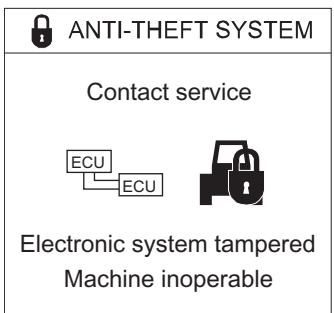 ANTI-THEFT SYSTEM
Contact service
ECU
ECU
Electronic system tampered
Machine inoperable